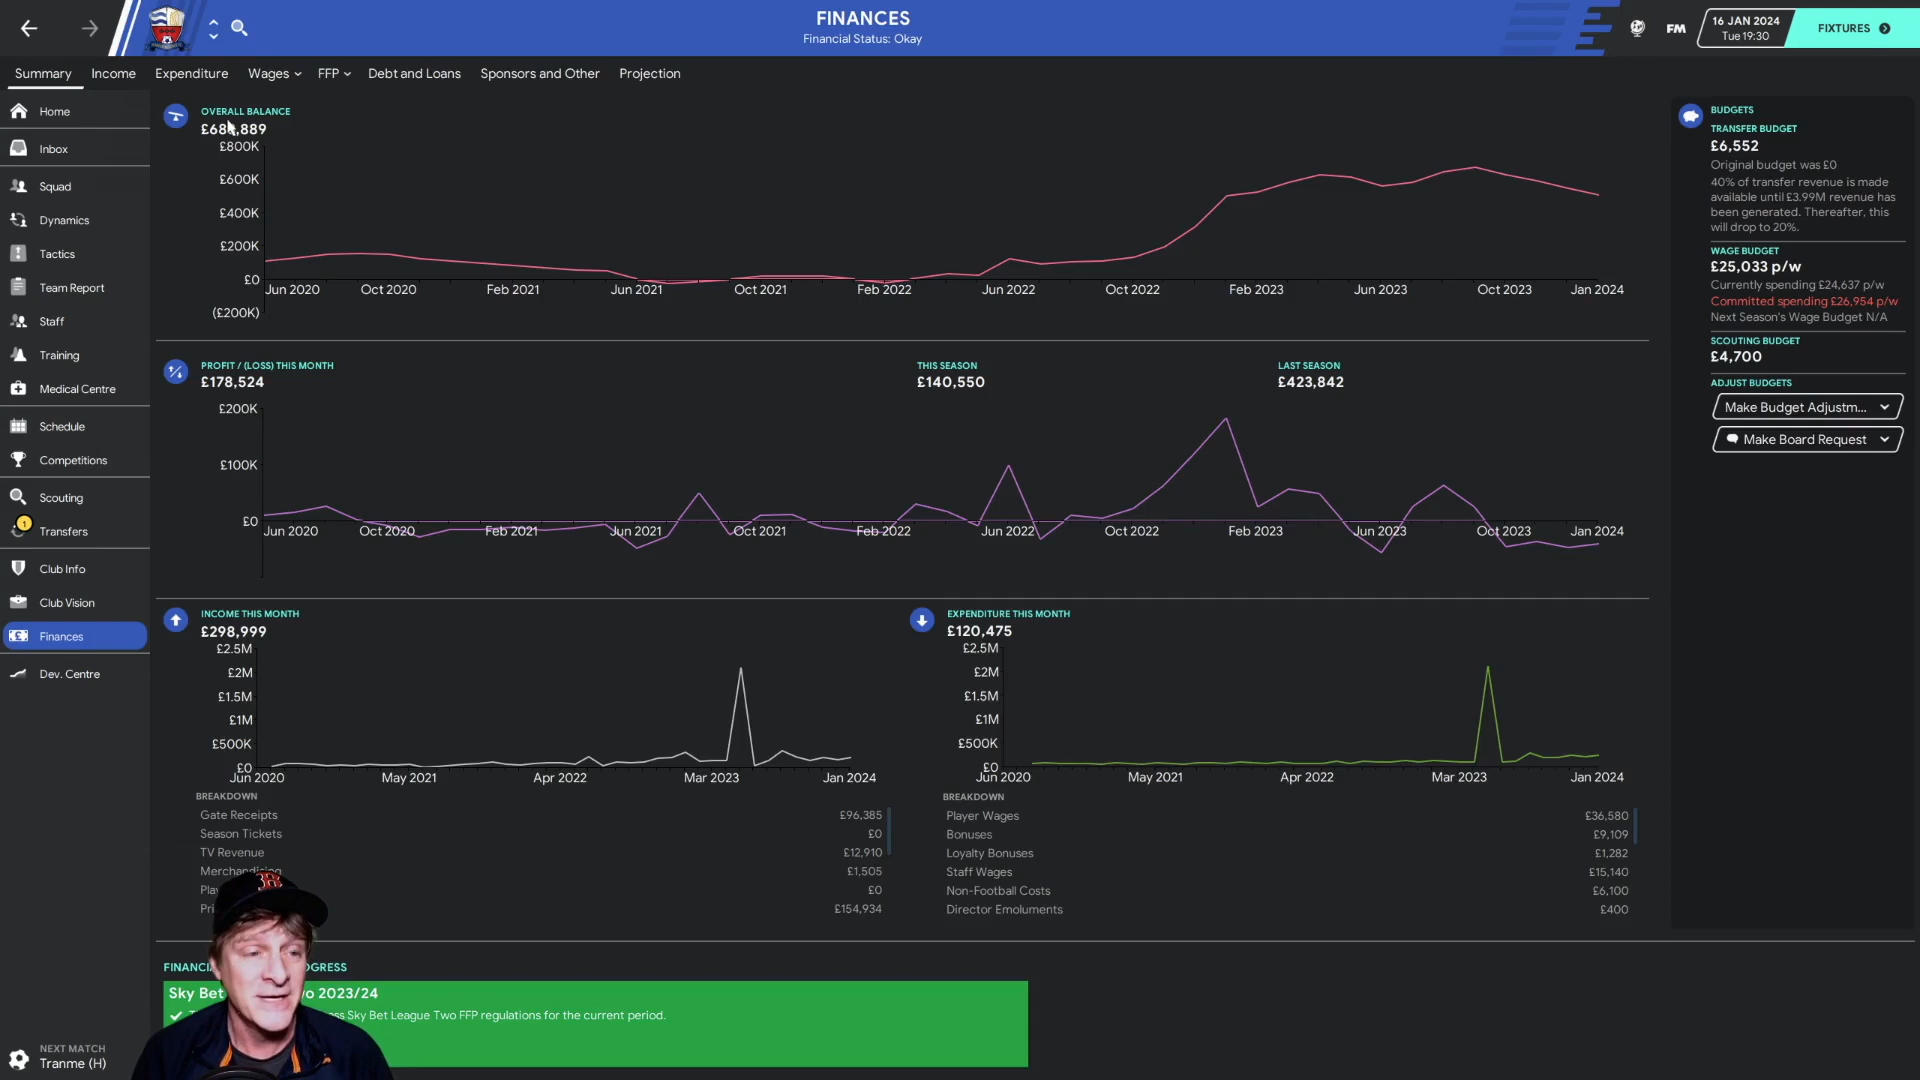 FINANCES
Financial Status: Okay
FM
16 JAN 2024
Tue 19:30
FIXTURES
Summary
Income
Expenditure
Wages
FFP
Debt and Loans
Sponsors and Other
Projection
Home
Inbox
Squad
Dynamics
Tactics
Team Report
Staff
Training
Medical Centre
Schedule
Competitions
Scouting
1
Transfers
Club Info
Club Vision
Finances
Dev. Centre
NEXT MATCH
Tranme (H)
OVERALL BALANCE
£800K
£600K
£400K
£200K
£0
(£200K)
Jun 2020
Oct 2020
Feb 2021
Jun 2021
Oct 2021
Feb 2022
Jun 2022
Oct 2022
Feb 2023
Jun 2023
Oct 2023
Jan 2024
PROFIT / (LOSS) THIS MONTH
£178,524
THIS SEASON
£140,550
LAST SEASON
£423,842
£200K
£100K
£0
Jun 2020
Oct 2020
Feb 2021
Jun 2021
Oct 2021
Feb 2022
Jun 2022
Oct 2022
Feb 2023
Jun 2023
Oct 2023
Jan 2024
INCOME THIS MONTH
£298,999
£2.5M
£2M
£1.5M
£1M
£500K
£0
Jun 2020
May 2021
Apr 2022
Mar 2023
Jan 2024
BREAKDOWN
Gate Receipts £96,385
Season Tickets £0
TV Revenue £12,910
Merchandising £1,505
£0
£154,934
EXPENDITURE THIS MONTH
£120,475
£2.5M
£2M
£1.5M
£1M
£500K
£0
Jun 2020
May 2021
Apr 2022
Mar 2023
Jan 2024
BREAKDOWN
Player Wages £36,580
Bonuses £9,109
Loyalty Bonuses £1,282
Staff Wages £15,140
Non-Football Costs £6,100
Director Emoluments £400
Sky Bet 2023/24
Sky Bet League Two FFP regulations for the current period.
BUDGETS
TRANSFER BUDGET
£6,552
Original budget was £0
40% of transfer revenue is made
available until £3.99M revenue has
been generated. Thereafter, this
will drop to 20%.
WAGE BUDGET
£25,033 p/w
Currently spending £24,637 p/w
Committed spending £26,954 p/w
Next Season's Wage Budget N/A
SCOUTING BUDGET
£4,700
ADJUST BUDGETS
Make Budget Adjustm...
Make Board Request